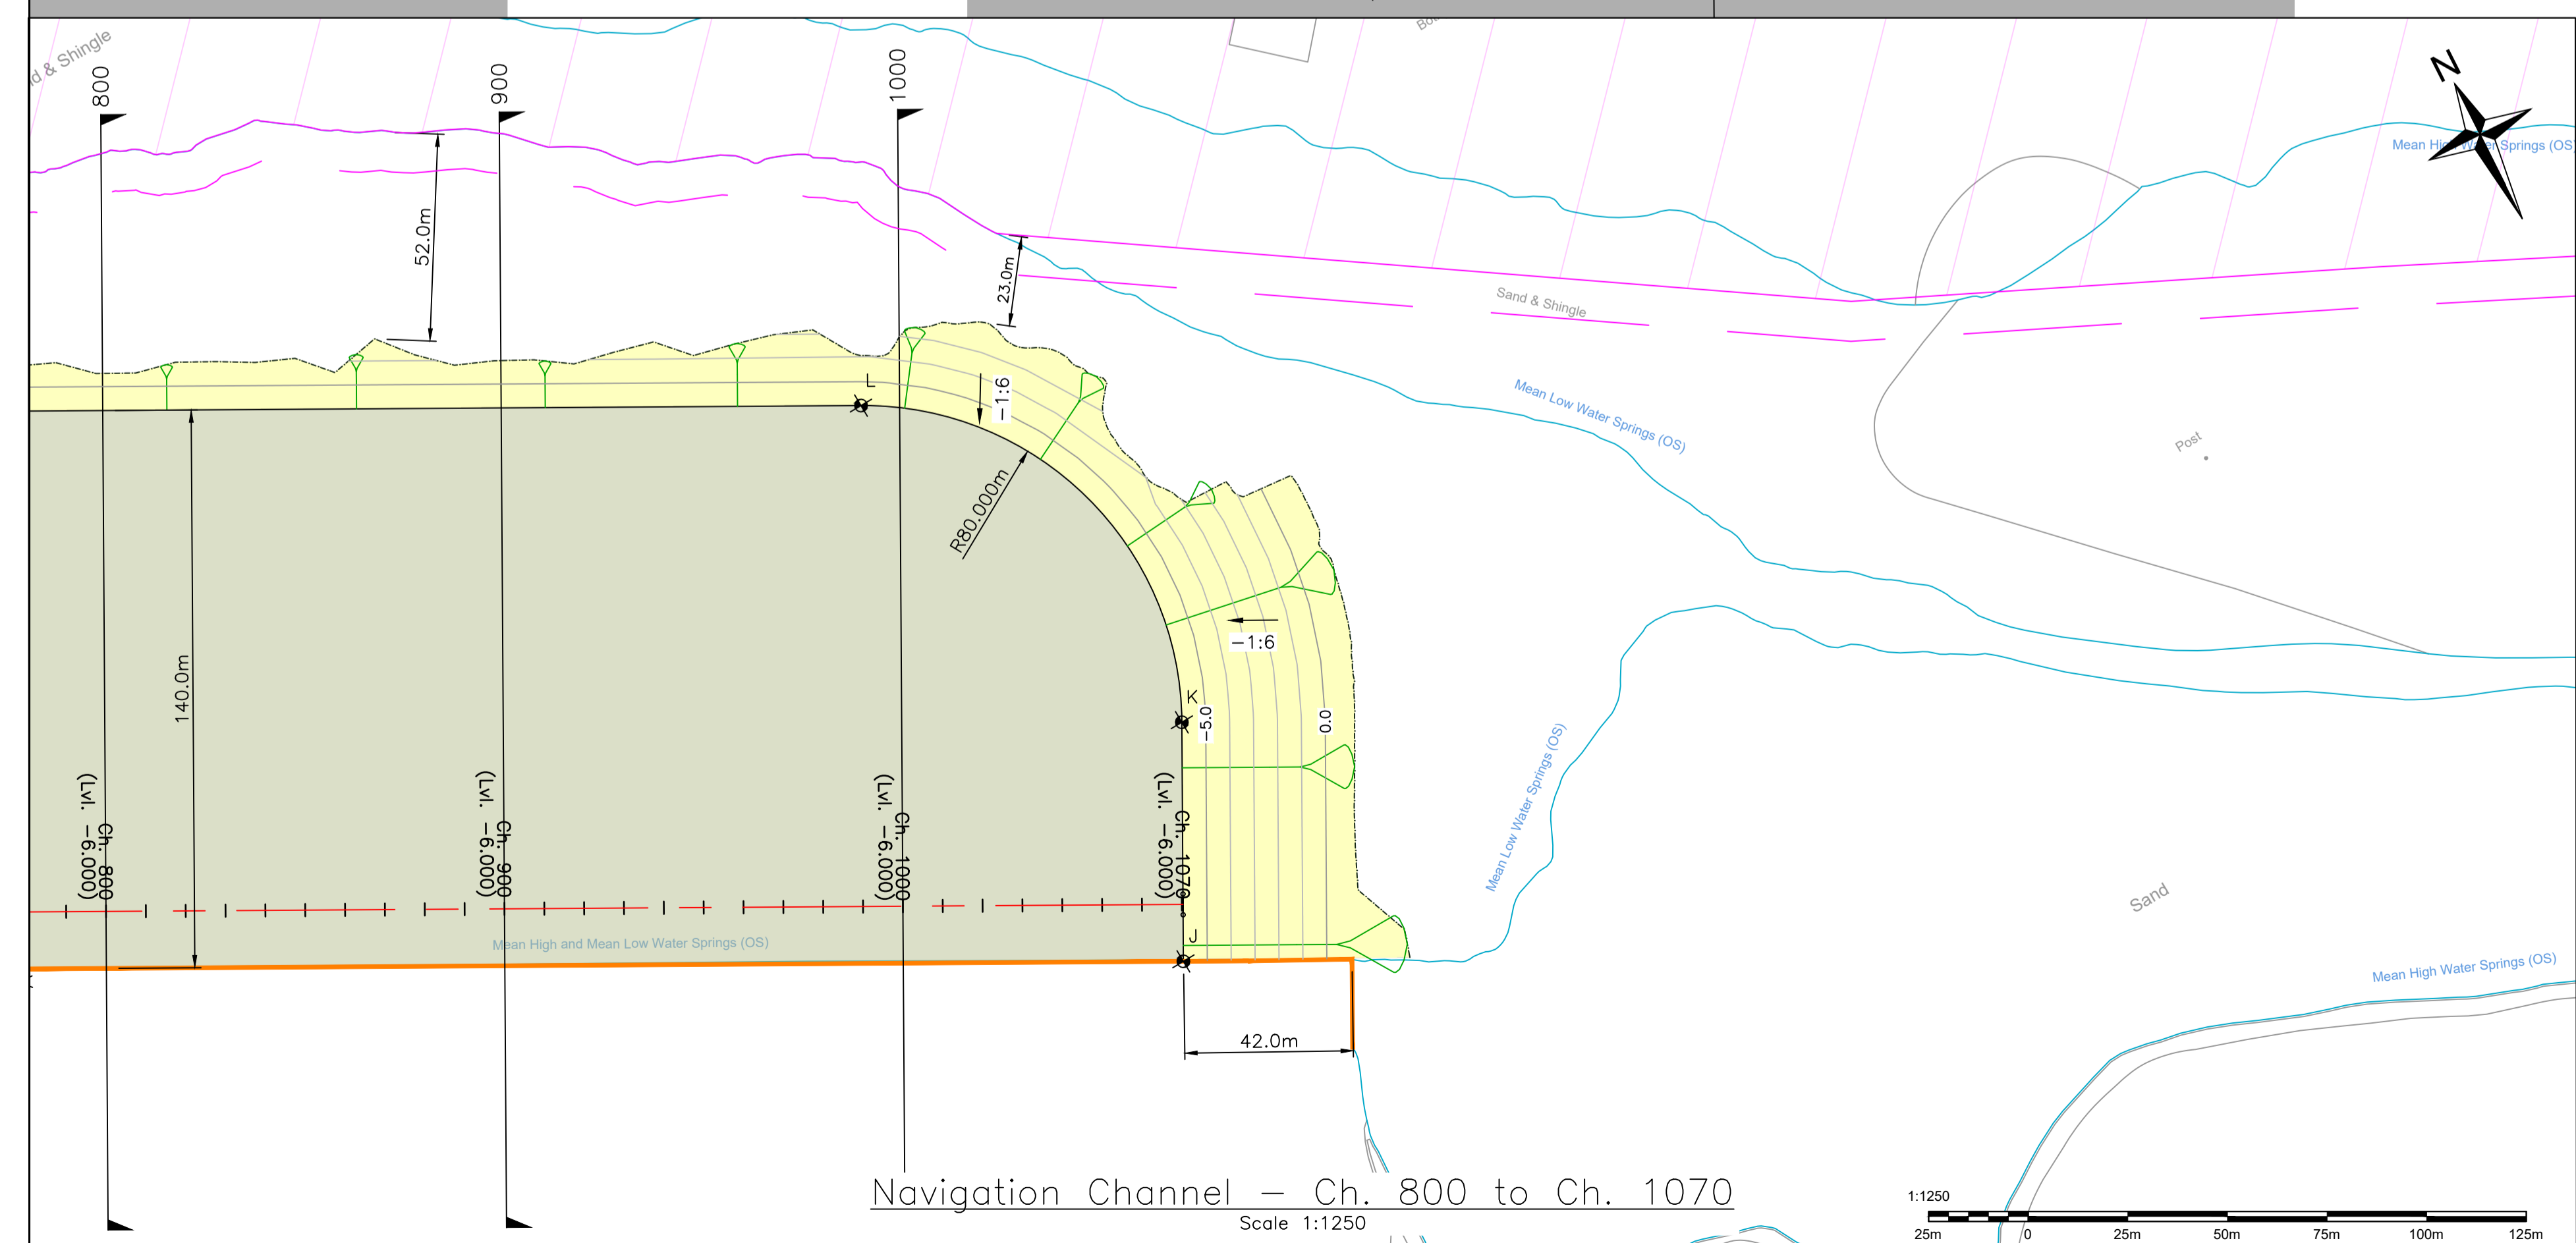 800
900
1000
N
Mean High Water Springs (OS)
52.0m
23.0m
Sand & Shingle
L
-1:6
Mean Low Water Springs (OS)
Post
R80.000m
-1:6
140.0m
K
-5.0
0.0
Ch. 800
(Lvl. -6.000)
Ch. 900
(Lvl. -6.000)
Ch. 1000
(Lvl. -6.000)
Ch. 1070
(Lvl. -6.000)
Mean Low Water Springs (OS)
Sand
Mean High and Mean Low Water Springs (OS)
J
Mean High Water Springs (OS)
42.0m
Navigation Channel - Ch. 800 to Ch. 1070
Scale 1:1250
1:1250
25m 0 25m 50m 75m 100m 125m